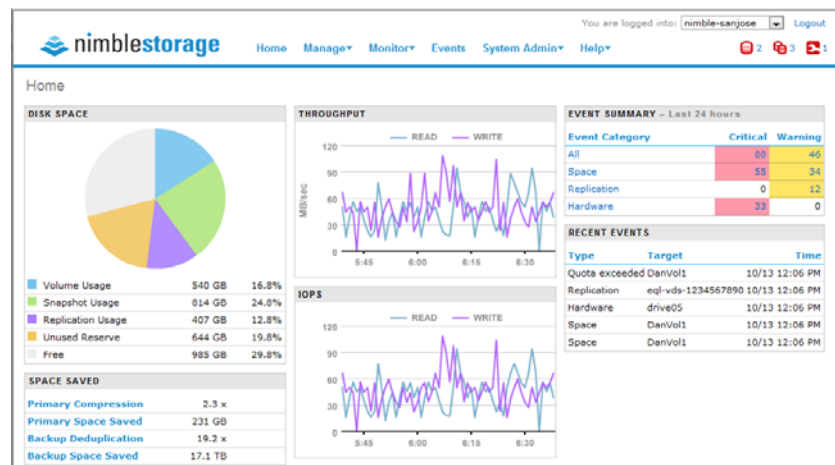 You are logged into: nimble-sanjose Logout
nimblestorage
Home Manage▾ Monitor▾ Events System Admin▾ Help▾ 2 3 1
Home
DISK SPACE
Volume Usage 540 GB 16.8%
Snapshot Usage 814 GB 24.8%
Replication Usage 407 GB 12.8%
Unused Reserve 644 GB 19.8%
Free 985 GB 29.8%
SPACE SAVED
Primary Compression 2.3 x
Primary Space Saved 231 GB
Backup Deduplication 19.2 x
Backup Space Saved 17.1 TB
THROUGHPUT
READ WRITE
MB/sec
120
90
60
30
0
5:45 6:00 6:15 6:30
IOPS
READ WRITE
120
90
60
30
0
5:45 6:00 6:15 6:30
EVENT SUMMARY – Last 24 hours
Event Category Critical Warning
All 88 46
Space 55 34
Replication 0 12
Hardware 33 0
RECENT EVENTS
Type Target Time
Quota exceeded DanVol1 10/13 12:06 PM
Replication eql-vds-1234567890 10/13 12:06 PM
Hardware drive05 10/13 12:06 PM
Space DanVol1 10/13 12:06 PM
Space DanVol1 10/13 12:06 PM